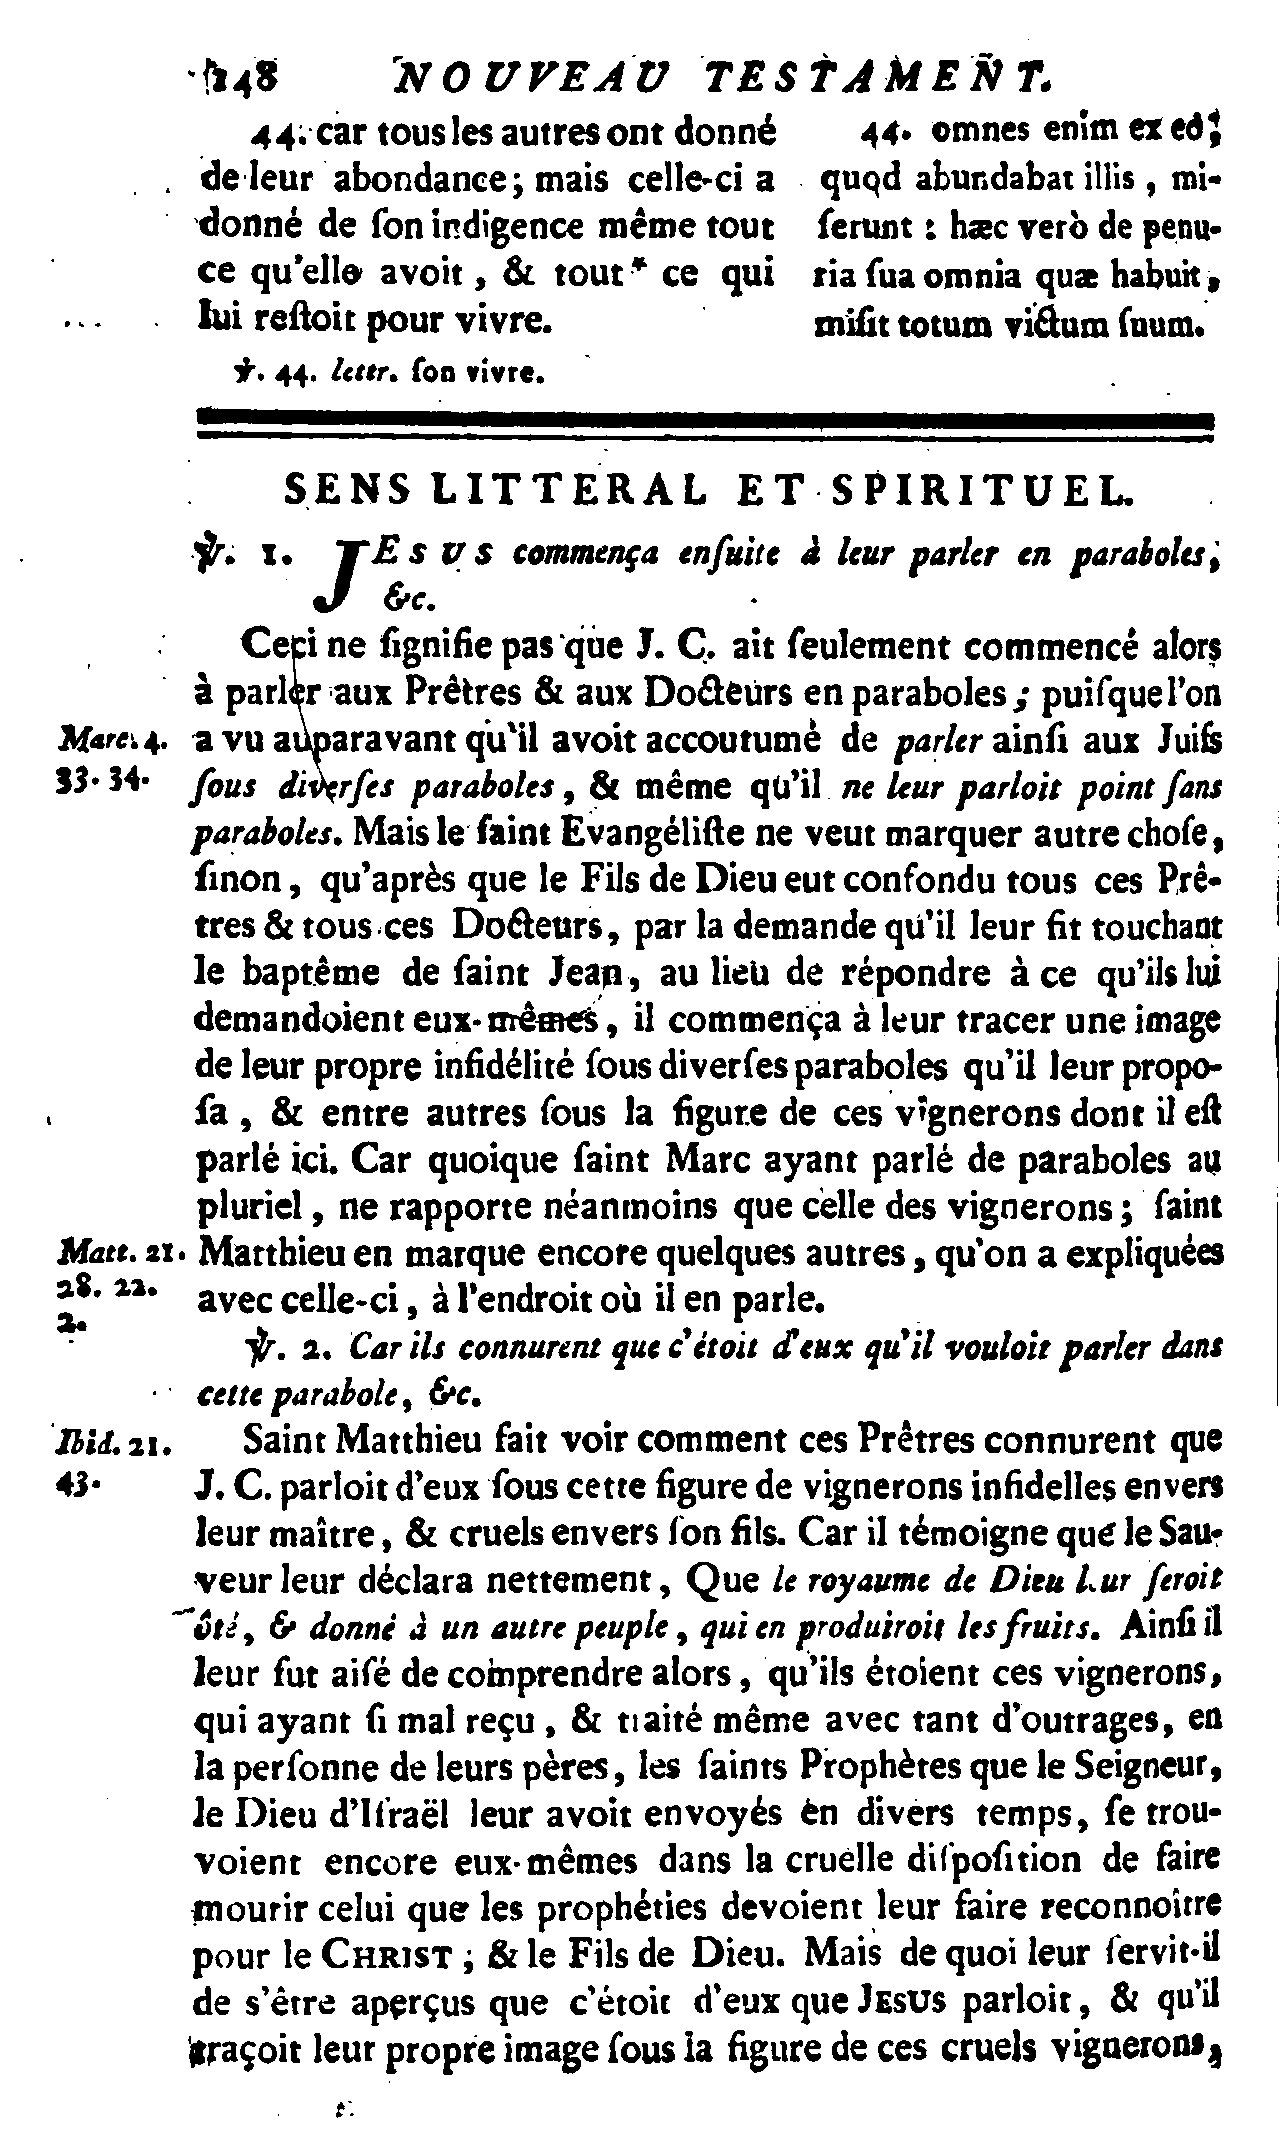 148 NOUVEAU TESTAMENT.
44. car tous les autres ont donné
de leur abondance; mais celle-ci a
donné de ſon indigence même tout
ce qu'elle avoit, & tout * ce qui
lui reſtoit pour vivre.
℣. 44. lettr. ſon vivre.
44. omnes enim ex eo
quod abundabat illis, mi-
ſerunt : hæc verò de penu-
ria ſua omnia quæ habuit,
miſit totum victum ſuum.
SENS LITTERAL ET SPIRITUEL.
℣. 1. JESUS commença enſuite à leur parler en paraboles,
&c.
Ceci ne ſignifie pas que J. C. ait ſeulement commencé alors
à parler aux Prêtres & aux Docteurs en paraboles; puiſque l'on
Marc. 4. a vu auparavant qu'il avoit accoutumé de parler ainſi aux Juifs
33. 34. ſous diverſes paraboles, & même qu'il ne leur parloit point ſans
paraboles. Mais le ſaint Evangéliſte ne veut marquer autre choſe,
ſinon, qu'après que le Fils de Dieu eut confondu tous ces Prê-
tres & tous ces Docteurs, par la demande qu'il leur fit touchant
le baptême de ſaint Jean, au lieu de répondre à ce qu'ils lui
demandoient eux-mêmes, il commença à leur tracer une image
de leur propre infidélité ſous diverſes paraboles qu'il leur propo-
ſa, & entre autres ſous la figure de ces vignerons dont il eſt
parlé ici. Car quoique ſaint Marc ayant parlé de paraboles au
pluriel, ne rapporte néanmoins que celle des vignerons; ſaint
Matt. 21. Matthieu en marque encore quelques autres, qu'on a expliquées
28. 22. avec celle-ci, à l'endroit où il en parle.
2.
℣. 2. Car ils connurent que c'étoit d'eux qu'il vouloit parler dans
cette parabole, &c.
Ibid. 21. Saint Matthieu fait voir comment ces Prêtres connurent que
43. J. C. parloit d'eux ſous cette figure de vignerons infidelles envers
leur maître, & cruels envers ſon fils. Car il témoigne que le Sau-
veur leur déclara nettement, Que le royaume de Dieu leur ſeroit
ôté, & donné à un autre peuple, qui en produiroit les fruits. Ainſi il
leur fut aiſé de comprendre alors, qu'ils étoient ces vignerons,
qui ayant ſi mal reçu, & traité même avec tant d'outrages, en
la perſonne de leurs pères, les ſaints Prophètes que le Seigneur,
le Dieu d'Iſraël leur avoit envoyés en divers temps, ſe trou-
voient encore eux-mêmes dans la cruelle diſpoſition de faire
mourir celui que les prophéties devoient leur faire reconnoître
pour le CHRIST; & le Fils de Dieu. Mais de quoi leur ſervit-il
de s'être aperçus que c'étoit d'eux que JESUS parloit, & qu'il
traçoit leur propre image ſous la figure de ces cruels vignerons,